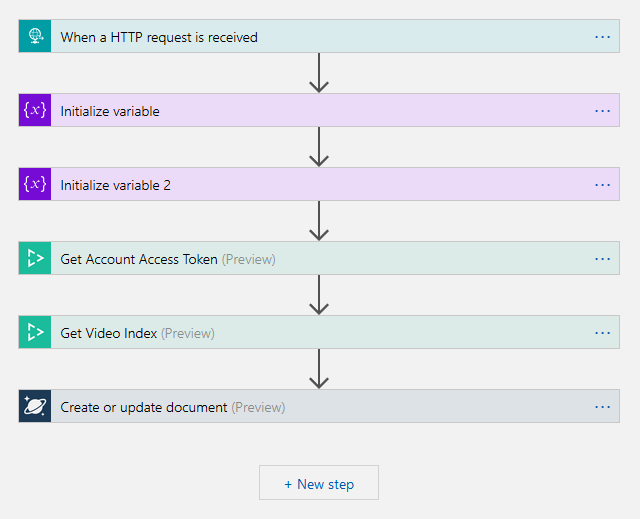 When a HTTP request is received
...
{x} Initialize variable
...
{x} Initialize variable 2
...
Get Account Access Token (Preview)
...
Get Video Index (Preview)
...
Create or update document (Preview)
...
+ New step